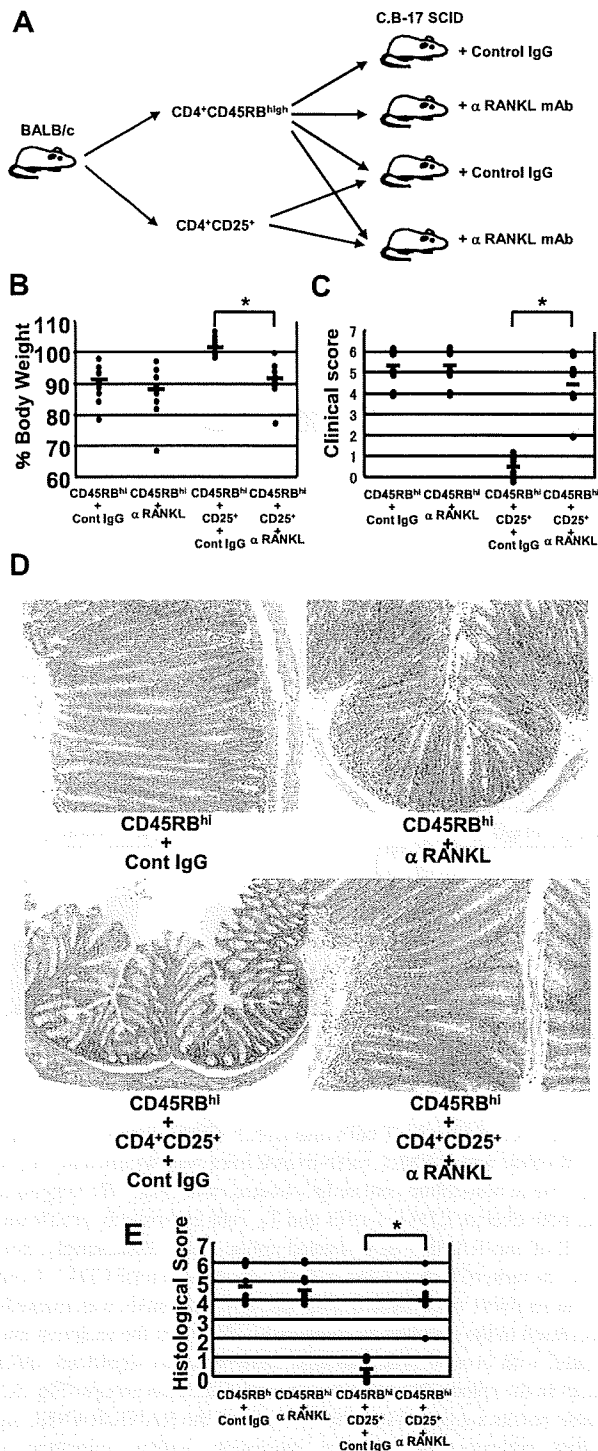 A
C.B-17 SCID
+ Control IgG
BALB/c
CD4+CD45RBhigh
+ α RANKL mAb
+ Control IgG
CD4+CD25+
+ α RANKL mAb
B
*
% Body Weight
110
100
90
80
70
60
CD45RBhi
+
Cont IgG
CD45RBhi
+
α RANKL
CD45RBhi
+
CD25+
+
Cont IgG
CD45RBhi
+
CD25+
+
α RANKL
C
*
Clinical score
7
6
5
4
3
2
1
0
CD45RBhi
+
Cont IgG
CD45RBhi
+
α RANKL
CD45RBhi
+
CD25+
+
Cont IgG
CD45RBhi
+
CD25+
+
α RANKL
D
CD45RBhi
+
Cont IgG
CD45RBhi
+
α RANKL
CD45RBhi
+
CD4+CD25+
+
Cont IgG
CD45RBhi
+
CD4+CD25+
+
α RANKL
E
*
Histological Score
7
6
5
4
3
2
1
0
CD45RBh
+
Cont IgG
CD45RBhi
+
α RANKL
CD45RBhi
+
CD25+
+
Cont IgG
CD45RBhi
+
CD25+
+
α RANKL